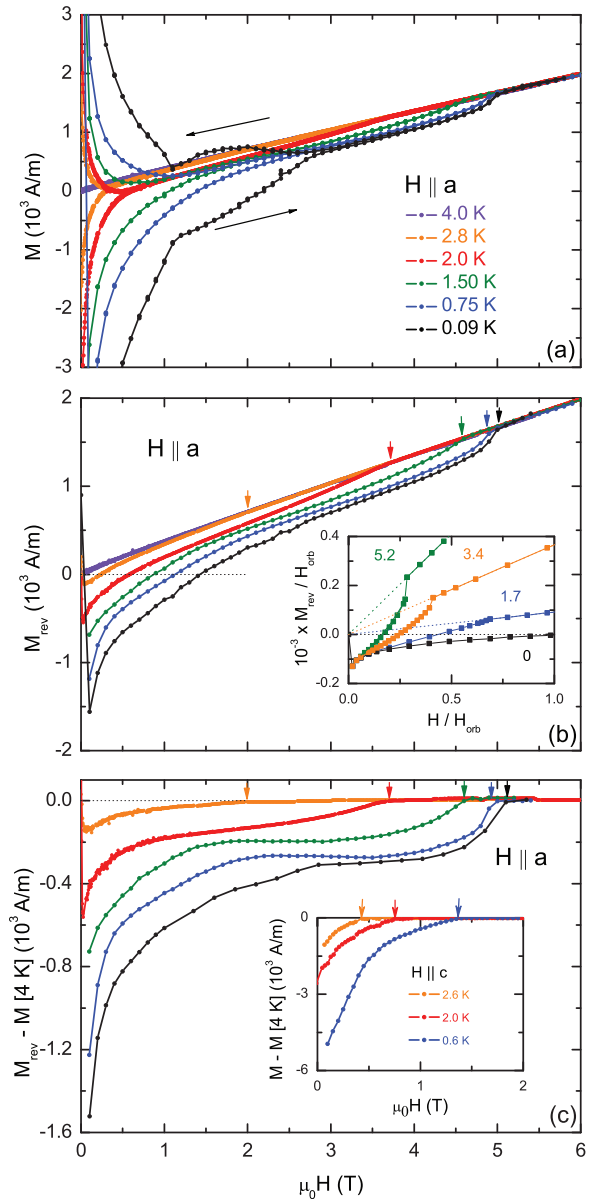 3
2
1
0
-1
-2
-3
M (10³ A/m)
H || a
4.0 K
2.8 K
2.0 K
1.50 K
0.75 K
0.09 K
(a)
2
1
0
1
2
M_rev (10³ A/m)
H || a
0.4
0.2
0.0
-0.2
10⁻³ x M_rev / H_orb
5.2
3.4
1.7
0
0.0 0.5 1.0
H / H_orb
(b)
0.0
-0.4
-0.8
-1.2
-1.6
M_rev - M [4 K] (10³ A/m)
H || a
0
-3
-6
M - M [4 K] (10³ A/m)
H || c
2.6 K
2.0 K
0.6 K
0 1 2
μ₀H (T)
(c)
0 1 2 3 4 5 6
μ₀H (T)